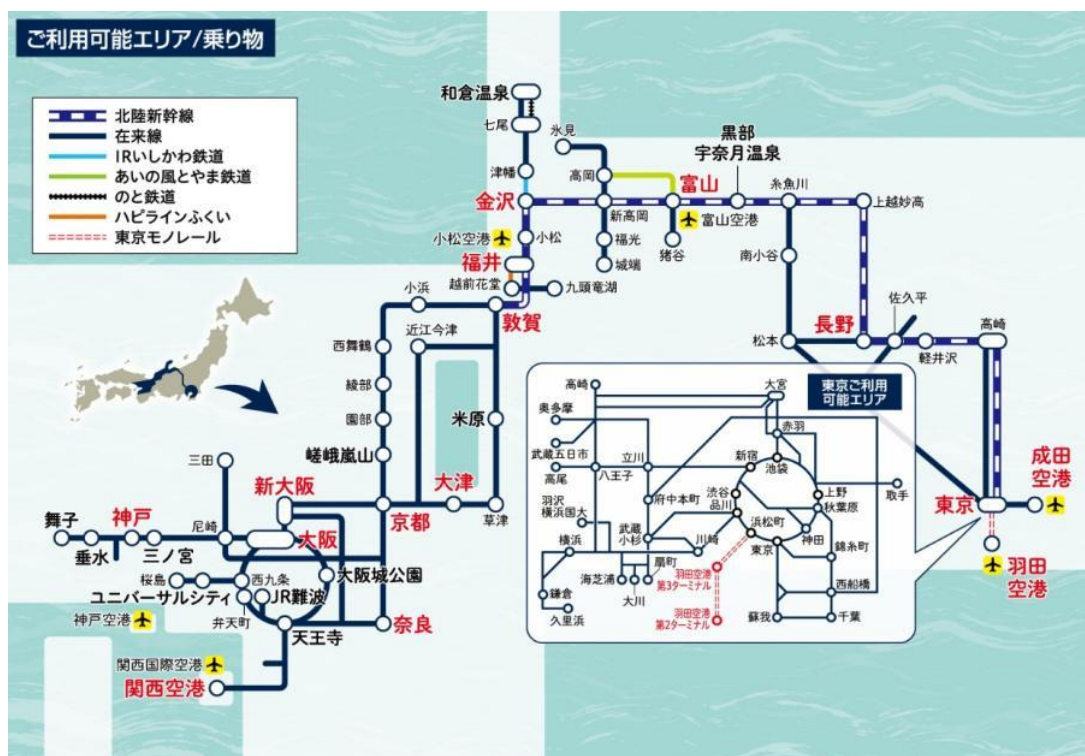 ご利用可能エリア/乗り物
北陸新幹線
在来線
IRいしかわ鉄道
あいの風とやま鉄道
のと鉄道
ハピラインふくい
東京モノレール
和倉温泉
七尾
津幡
金沢
小松空港
小松
福井
越前花堂
九頭竜湖
敦賀
氷見
高岡
新高岡
福光
城端
富山
富山空港
猪谷
黒部
宇奈月温泉
糸魚川
上越妙高
南小谷
松本
長野
佐久平
軽井沢
高崎
東京
成田
空港
羽田
空港
小浜
近江今津
西舞鶴
綾部
園部
嵯峨嵐山
米原
大津
草津
京都
三田
新大阪
大阪
尼崎
舞子
垂水
神戸
三ノ宮
桜島
ユニバーサルシティ
西九条
大阪城公園
JR難波
弁天町
天王寺
奈良
神戸空港
関西国際空港
関西空港
東京ご利用
可能エリア
高崎
大宮
奥多摩
武蔵五日市
高尾
八王子
立川
新宿
池袋
赤羽
上野
取手
羽沢
横浜国大
府中本町
渋谷
品川
浜松町
東京
秋葉原
神田
錦糸町
西船橋
千葉
蘇我
横浜
武蔵
小杉
川崎
扇町
海芝浦
大川
鎌倉
久里浜
羽田空港
第3ターミナル
羽田空港
第2ターミナル